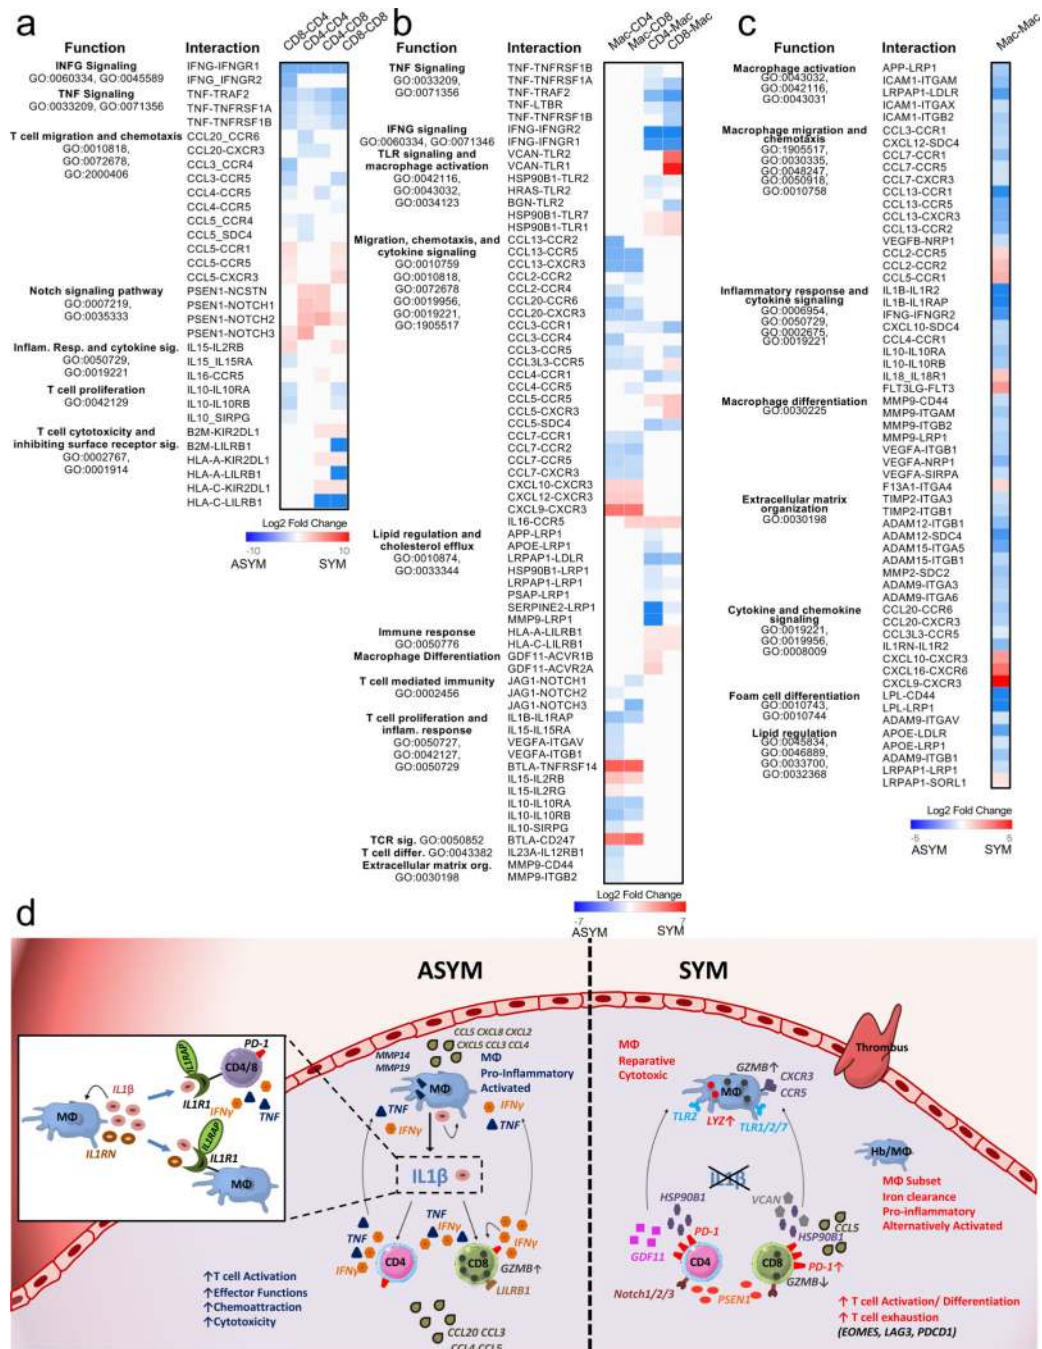 a
Function
Interaction
CD8-CD4
CD4-CD4
CD4-CD8
CD8-CD8
INFG Signaling
GO:0060334, GO:0045589
TNF Signaling
GO:0033209, GO:0071356
T cell migration and chemotaxis
GO:0010818,
GO:0072678,
GO:2000406
Notch signaling pathway
GO:0007219,
GO:0035333
Inflam. Resp. and cytokine sig.
GO:0050729,
GO:0019221
T cell proliferation
GO:0042129
T cell cytotoxicity and
inhibiting surface receptor sig.
GO:0002767,
GO:0001914
IFNG-IFNGR1
IFNG_IFNGR2
TNF-TRAF2
TNF-TNFRSF1A
TNF-TNFRSF1B
CCL20_CCR6
CCL20-CXCR3
CCL3_CCR4
CCL3-CCR5
CCL4-CCR5
CCL4-CCR5
CCL5_CCR4
CCL5_SDC4
CCL5-CCR1
CCL5-CCR5
CCL5-CXCR3
PSEN1-NCSTN
PSEN1-NOTCH1
PSEN1-NOTCH2
PSEN1-NOTCH3
IL15-IL2RB
IL15_IL15RA
IL16-CCR5
IL10-IL10RA
IL10-IL10RB
IL10_SIRPG
B2M-KIR2DL1
B2M-LILRB1
HLA-A-KIR2DL1
HLA-A-LILRB1
HLA-C-KIR2DL1
HLA-C-LILRB1
Log2 Fold Change
-10 10
ASYM SYM
b
Function
Interaction
Mac-CD4
Mac-CD8
CD4-Mac
CD8-Mac
TNF Signaling
GO:0033209,
GO:0071356
IFNG signaling
GO:0060334, GO:0071346
TLR signaling and
macrophage activation
GO:0042116,
GO:0043032,
GO:0034123
Migration, chemotaxis, and
cytokine signaling
GO:0010759
GO:0010818,
GO:0072678
GO:0019956,
GO:0019221,
GO:1905517
Lipid regulation and
cholesterol efflux
GO:0010874,
GO:0033344
Immune response
GO:0050776
Macrophage Differentiation
T cell mediated immunity
GO:0002456
T cell proliferation and
inflam. response
GO:0050727,
GO:0042127,
GO:0050729
TCR sig. GO:0050852
T cell differ. GO:0043382
Extracellular matrix org.
GO:0030198
TNF-TNFRSF1B
TNF-TNFRSF1A
TNF-TRAF2
TNF-LTBR
TNF-TNFRSF1B
IFNG-IFNGR2
IFNG-IFNGR1
VCAN-TLR2
VCAN-TLR1
HSP90B1-TLR2
HRAS-TLR2
BGN-TLR2
HSP90B1-TLR7
HSP90B1-TLR1
CCL13-CCR2
CCL13-CCR5
CCL13-CXCR3
CCL2-CCR2
CCL2-CCR4
CCL20-CCR6
CCL20-CXCR3
CCL3-CCR1
CCL3-CCR4
CCL3-CCR5
CCL3L3-CCR5
CCL4-CCR1
CCL4-CCR5
CCL5-CCR5
CCL5-CXCR3
CCL5-SDC4
CCL7-CCR1
CCL7-CCR2
CCL7-CCR5
CCL7-CXCR3
CXCL10-CXCR3
CXCL12-CXCR3
CXCL9-CXCR3
IL16-CCR5
APP-LRP1
APOE-LRP1
LRPAP1-LDLR
HSP90B1-LRP1
LRPAP1-LRP1
PSAP-LRP1
SERPINE2-LRP1
MMP9-LRP1
HLA-A-LILRB1
HLA-C-LILRB1
GDF11-ACVR1B
GDF11-ACVR2A
JAG1-NOTCH1
JAG1-NOTCH2
JAG1-NOTCH3
IL1B-IL1RAP
IL15-IL15RA
VEGFA-ITGAV
VEGFA-ITGB1
BTLA-TNFRSF14
IL15-IL2RB
IL15-IL2RG
IL10-IL10RA
IL10-IL10RB
IL10-SIRPG
BTLA-CD247
IL23A-IL12RB1
MMP9-CD44
MMP9-ITGB2
Log2 Fold Change
-7 7
ASYM SYM
c
Function
Interaction
Mac-Mac
Macrophage activation
GO:0043032,
GO:0042116,
GO:0043031
Macrophage migration and
chemotaxis
GO:1905517,
GO:0030335,
GO:0048247,
GO:0050918,
GO:0010758
Inflammatory response and
cytokine signaling
GO:0006954,
GO:0050729,
GO:0002675,
GO:0019221
Macrophage differentiation
GO:0030225
Extracellular matrix
organization
GO:0030198
Cytokine and chemokine
signaling
GO:0019221,
GO:0019956,
GO:0008009
Foam cell differentiation
GO:0010743,
GO:0010744
Lipid regulation
GO:0045834,
GO:0046889,
GO:0033700,
GO:0032368
APP-LRP1
ICAM1-ITGAM
LRPAP1-LDLR
ICAM1-ITGAX
ICAM1-ITGB2
CCL3-CCR1
CXCL12-SDC4
CCL7-CCR1
CCL7-CCR5
CCL7-CXCR3
CCL13-CCR1
CCL13-CCR5
CCL13-CXCR3
CCL13-CCR2
VEGFB-NRP1
CCL2-CCR5
CCL2-CCR2
CCL5-CCR1
IL1B-IL1R2
IL1B-IL1RAP
IFNG-IFNGR2
CXCL10-SDC4
CCL4-CCR1
IL10-IL10RA
IL10-IL10RB
IL18_IL18R1
FLT3LG-FLT3
MMP9-CD44
MMP9-ITGAM
MMP9-ITGB2
MMP9-LRP1
VEGFA-ITGB1
VEGFA-NRP1
VEGFA-SIRPA
F13A1-ITGA4
TIMP2-ITGA3
TIMP2-ITGB1
ADAM12-ITGB1
ADAM12-SDC4
ADAM15-ITGA5
ADAM15-ITGB1
MMP2-SDC2
ADAM9-ITGA3
ADAM9-ITGA6
CCL20-CCR6
CCL20-CXCR3
CCL3L3-CCR5
IL1RN-IL1R2
CXCL10-CXCR3
CXCL16-CXCR6
CXCL9-CXCR3
LPL-CD44
LPL-LRP1
ADAM9-ITGAV
APOE-LDLR
APOE-LRP1
ADAM9-ITGB1
LRPAP1-LRP1
LRPAP1-SORL1
Log2 Fold Change
-5 5
ASYM SYM
d
ASYM
SYM
PD-1
IL1RAP
CD4/8
IL1β
IL1R1
IFNγ
TNF
MΦ
IL1RN
IL1RAP
IL1R1
MΦ
CCL5 CXCL8 CXCL2
CXCL5 CCL3 CCL4
MMP14
MMP19
MΦ
Pro-Inflammatory
Activated
MΦ
TNF
IFNγ
IFNγ
TNF
IL1β
TNF
IFNγ
TNF
IFNγ
IFNγ
CD4
CD8
GZMB↑
LILRB1
↑T cell Activation
↑Effector Functions
↑Chemoattraction
↑Cytotoxicity
CCL20 CCL3
CCL4 CCL5
MΦ
Reparative
Cytotoxic
GZMB↑
CXCR3
CCR5
MΦ
TLR2
LYZ↑
TLR1/2/7
Thrombus
Hb/MΦ
MΦ Subset
Iron clearance
Pro-inflammatory
Alternatively Activated
IL1β
HSP90B1
VCAN
CCL5
HSP90B1
GDF11
PD-1
CD4
CD8
PD-1↑
GZMB↓
Notch1/2/3
PSEN1
↑ T cell Activation/ Differentiation
↑ T cell exhaustion
(EOMES, LAG3, PDCD1)